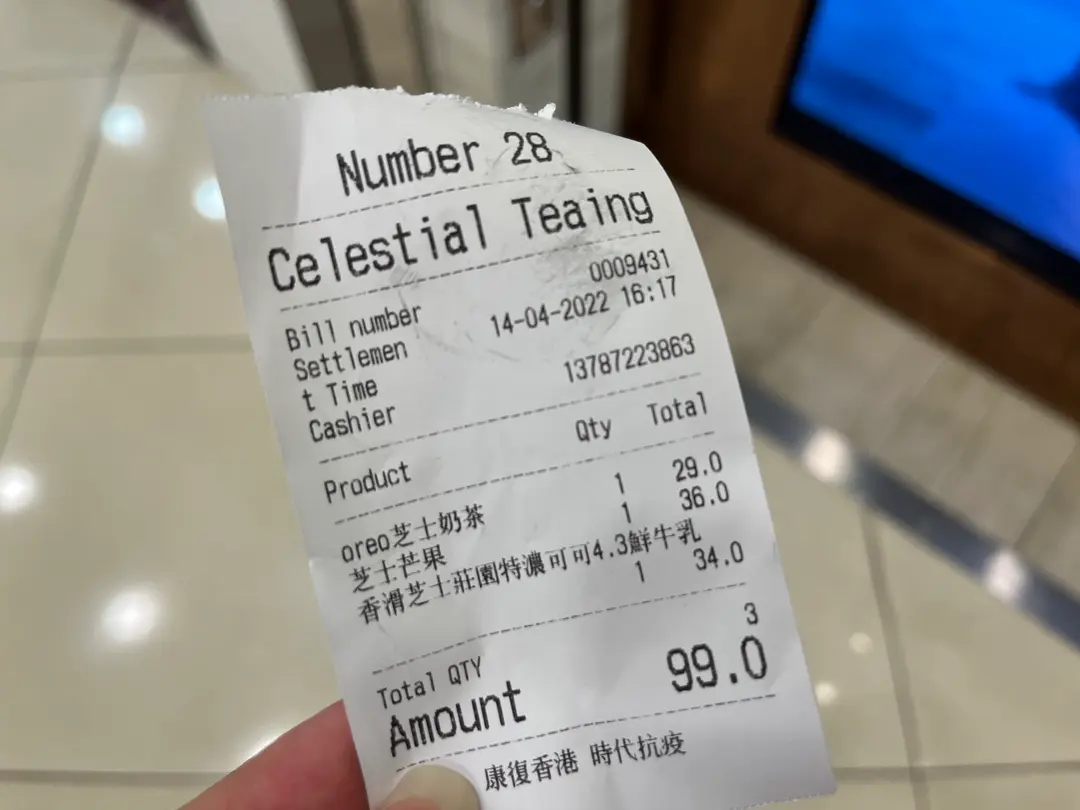 Number 28
Celestial Teaing
Bill number 0009431
Settlemen 14-04-2022 16:17
t Time
Cashier 13787223863
Product Qty Total
oreo芝士奶茶 1 29.0
芝士芒果 1 36.0
香滑芝士莊園特濃可可4.3鮮牛乳
1 34.0
Total QTY 3
Amount 99.0
康復香港 時代抗疫